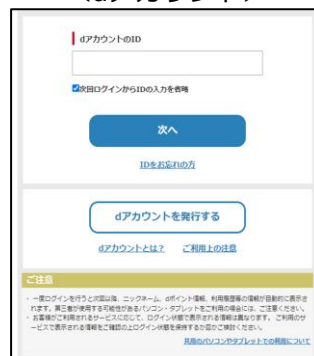 dアカウントのID
次回ログインからIDの入力を省略
次へ
IDをお忘れの方
dアカウントを発行する
dアカウントとは？ ご利用上の注意
ご注意
・一度ログインを行うと次回以降、ニックネーム、dポイント情報、利用履歴等の情報が自動的に表示さ
れます。第三者が使用する可能性があるパソコン・タブレットをご利用の場合には、ご注意ください。
・お客様がご利用されるサービスに応じて、ログイン状態で表示される情報は異なります。ご利用のサ
ービスで表示される情報をご確認の上ログイン状態を保持するか否かご検討ください。
共用のパソコンやタブレットでの利用について